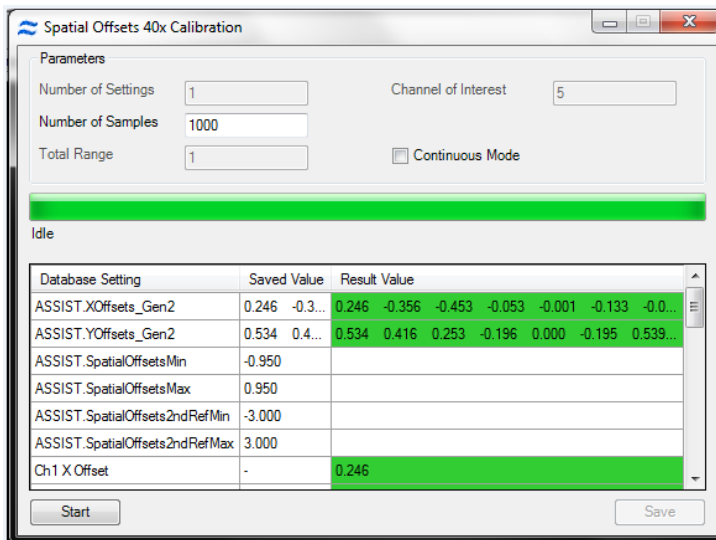 Spatial Offsets 40x Calibration
Parameters
Number of Settings 1 Channel of Interest 5
Number of Samples 1000
Total Range 1 Continuous Mode
Idle
Database Setting Saved Value Result Value
ASSIST.XOffsets_Gen2 0.246 -0.3... 0.246 -0.356 -0.453 -0.053 -0.001 -0.133 -0.0...
ASSIST.YOffsets_Gen2 0.534 0.4... 0.534 0.416 0.253 -0.196 0.000 -0.195 0.539...
ASSIST.SpatialOffsetsMin -0.950
ASSIST.SpatialOffsetsMax 0.950
ASSIST.SpatialOffsets2ndRefMin -3.000
ASSIST.SpatialOffsets2ndRefMax 3.000
Ch1 X Offset - 0.246
Start Save